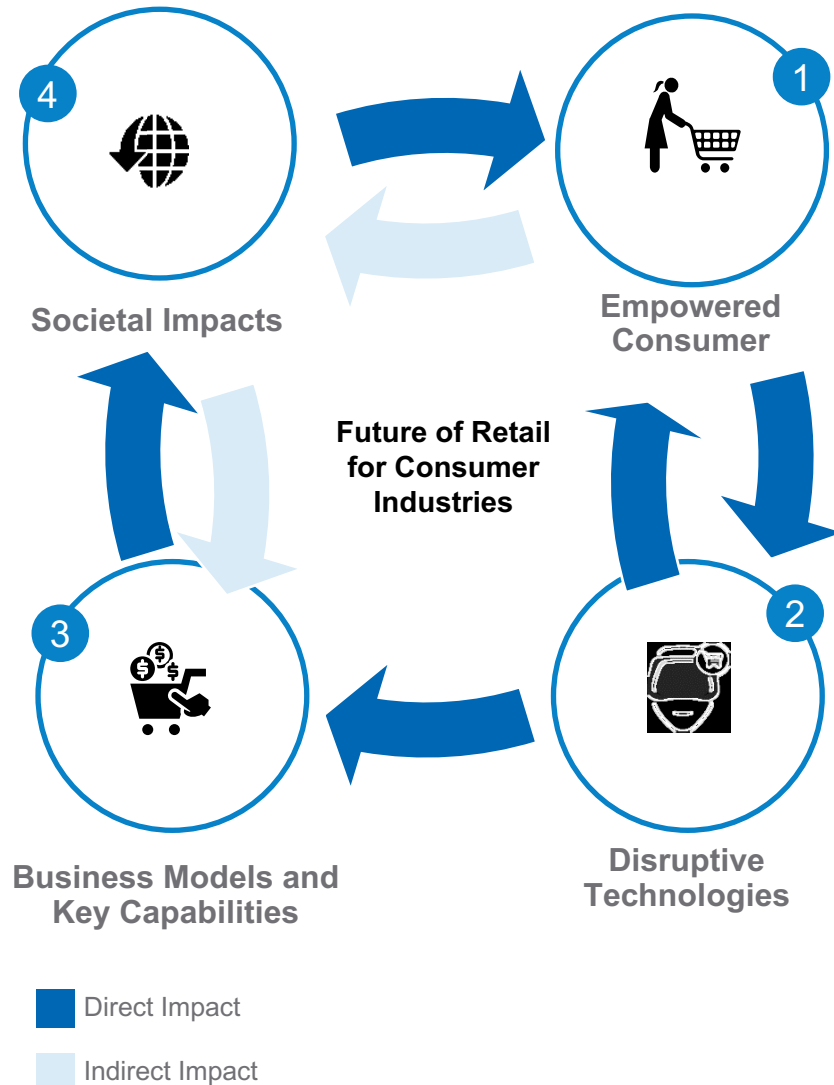 4
1
Societal Impacts
Empowered
Consumer
Future of Retail
for Consumer
Industries
3
2
$
$
$
Business Models and
Key Capabilities
Disruptive
Technologies
Direct Impact
Indirect Impact